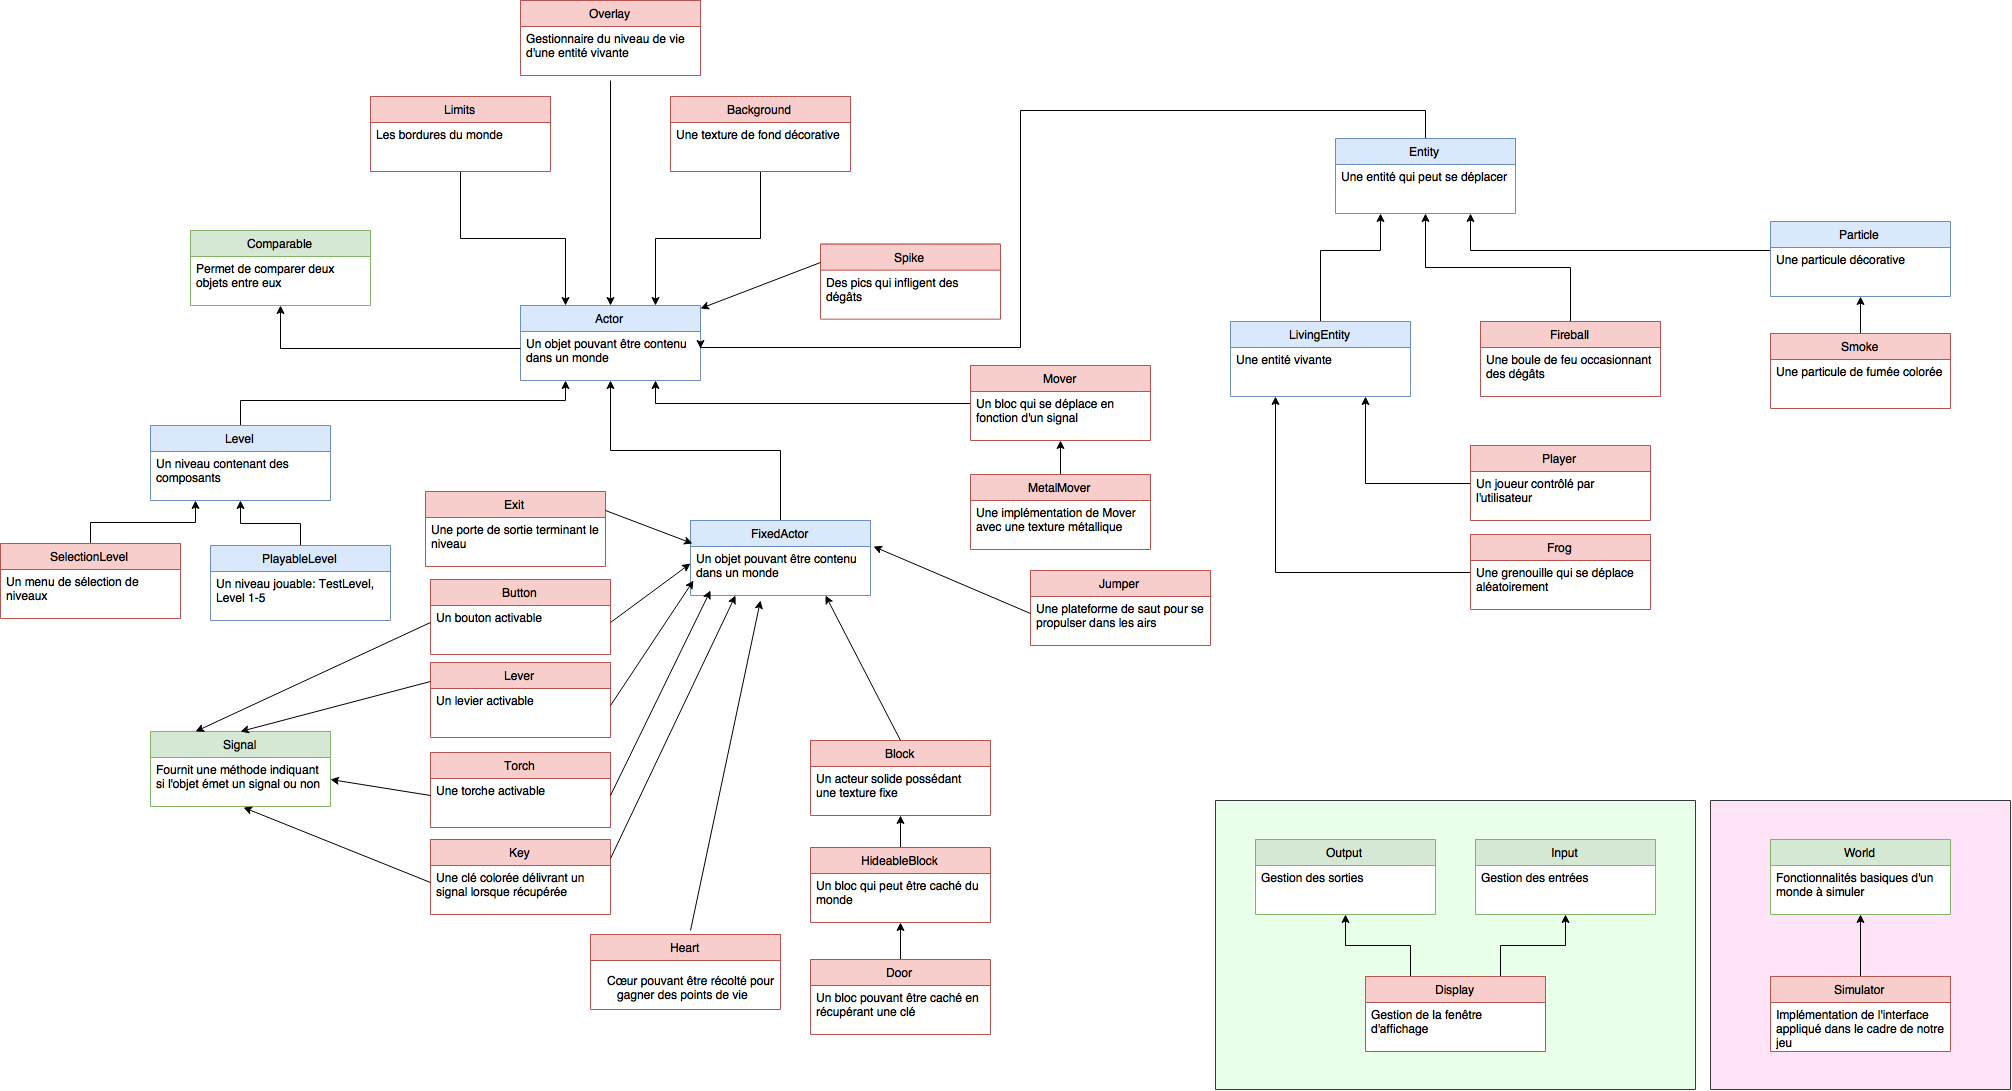 Overlay
Gestionnaire du niveau de vie
d'une entité vivante
Limits
Les bordures du monde
Background
Une texture de fond décorative
Entity
Une entité qui peut se déplacer
Comparable
Permet de comparer deux
objets entre eux
Spike
Des pics qui infligent des
dégâts
Particle
Une particule décorative
Actor
Un objet pouvant être contenu
dans un monde
LivingEntity
Une entité vivante
Fireball
Une boule de feu occasionnant
des dégâts
Smoke
Une particule de fumée colorée
Mover
Un bloc qui se déplace en
fonction d'un signal
Level
Un niveau contenant des
composants
Player
Un joueur contrôlé par
l'utilisateur
MetalMover
Une implémentation de Mover
avec une texture métallique
Exit
Une porte de sortie terminant le
niveau
FixedActor
Un objet pouvant être contenu
dans un monde
SelectionLevel
Un menu de sélection de
niveaux
PlayableLevel
Un niveau jouable: TestLevel,
Level 1-5
Frog
Une grenouille qui se déplace
aléatoirement
Button
Un bouton activable
Jumper
Une plateforme de saut pour se
propulser dans les airs
Lever
Un levier activable
Signal
Fournit une méthode indiquant
si l'objet émet un signal ou non
Torch
Une torche activable
Block
Un acteur solide possédant
une texture fixe
Key
Une clé colorée délivrant un
signal lorsque récupérée
HideableBlock
Un bloc qui peut être caché du
monde
Output
Gestion des sorties
Input
Gestion des entrées
World
Fonctionnalités basiques d'un
monde à simuler
Heart
Cœur pouvant être récolté pour
gagner des points de vie
Door
Un bloc pouvant être caché en
récupérant une clé
Display
Gestion de la fenêtre
d'affichage
Simulator
Implémentation de l'interface
appliqué dans le cadre de notre
jeu